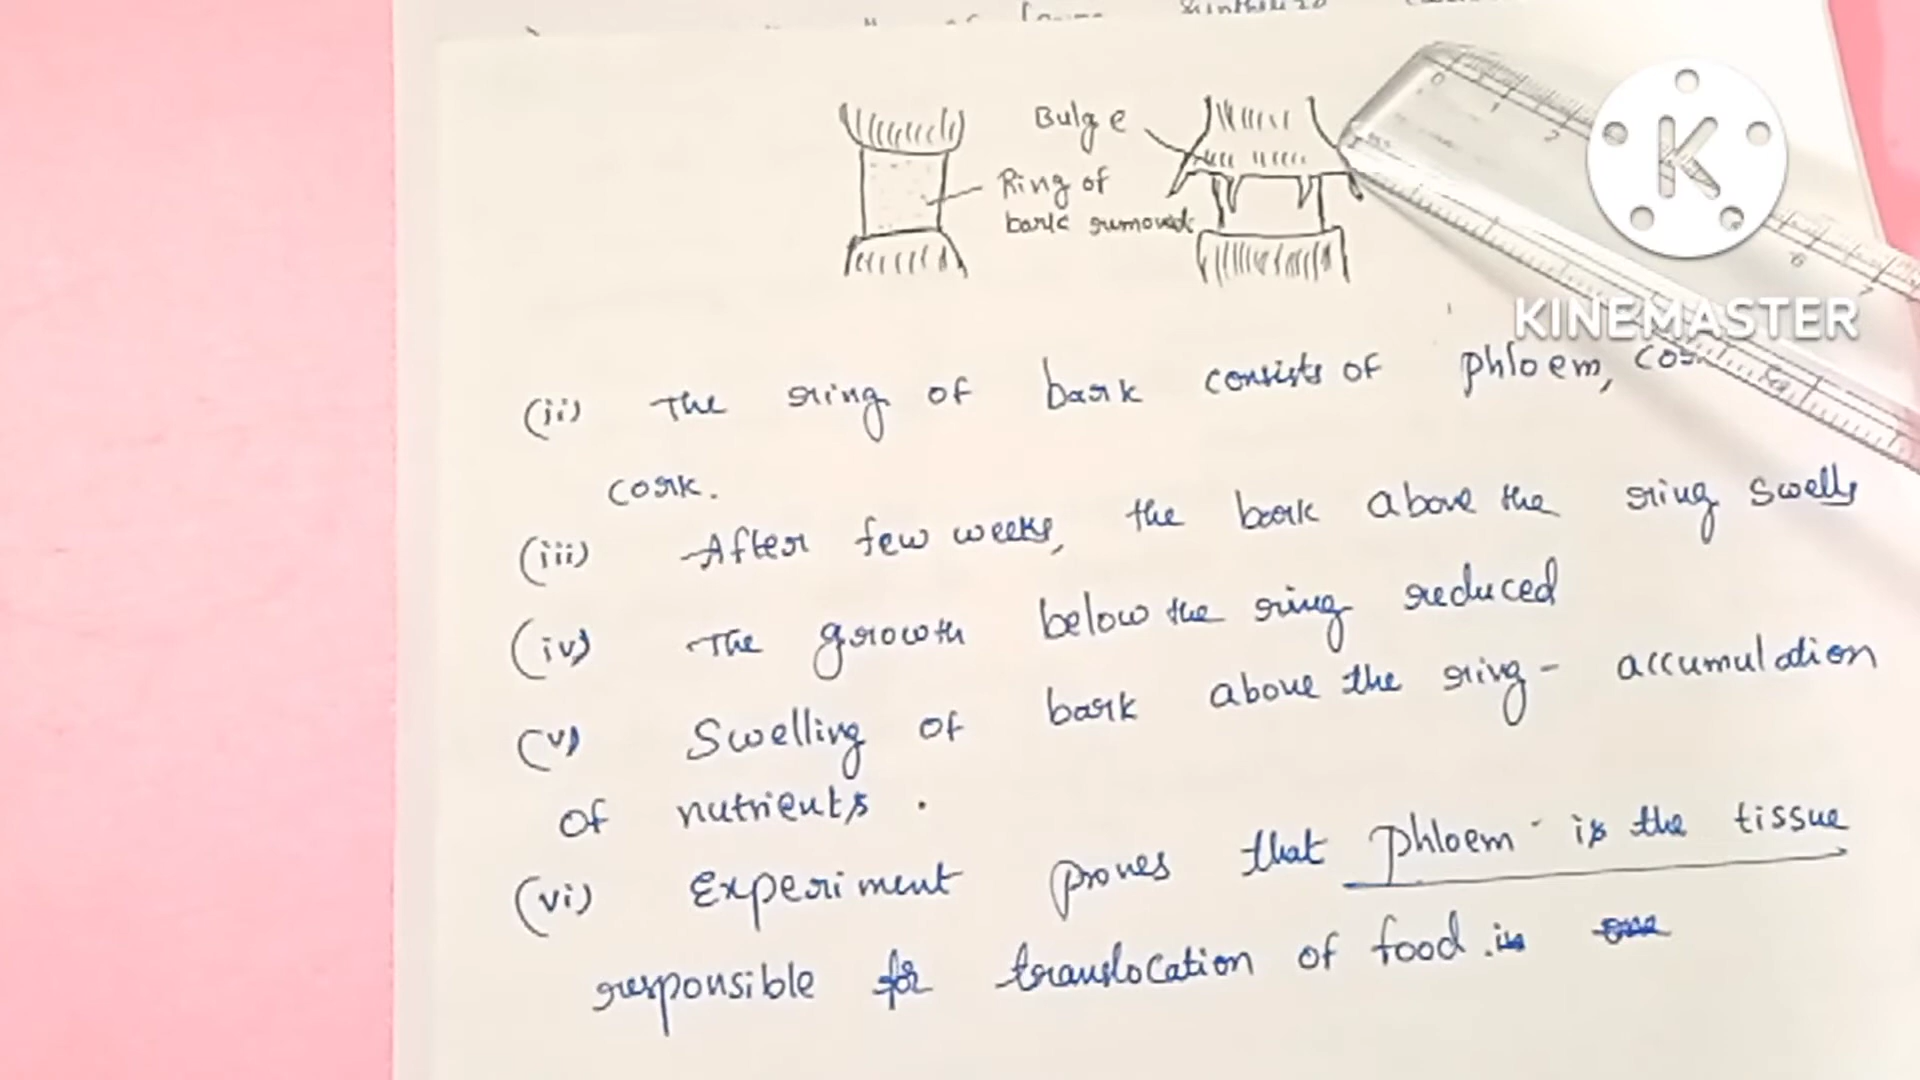 Bulge
Ring of
bark removed
KINEMASTER
(ii) The ring of bark consists of phloem,
cork.
(iii) After few weeks, the bark above the ring swells
(iv) The growth below the ring reduced
(v) Swelling of bark above the ring - accumulation
of nutrients.
(vi) Experiment proves that phloem is the tissue
responsible for translocation of food.